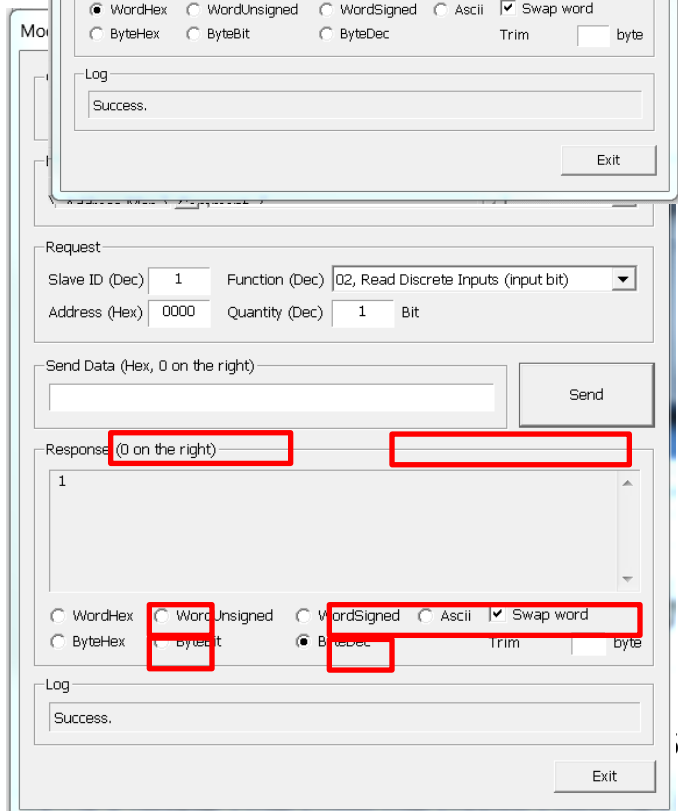 WordHex WordUnsigned WordSigned Ascii Swap word
ByteHex ByteBit ByteDec Trim byte
Log
Success.
Exit
Request
Slave ID (Dec) 1 Function (Dec) 02, Read Discrete Inputs (input bit)
Address (Hex) 0000 Quantity (Dec) 1 Bit
Send Data (Hex, 0 on the right)
Send
Response (0 on the right)
1
WordHex WordUnsigned WordSigned Ascii Swap word
ByteHex ByteBit ByteDec Trim byte
Log
Success.
Exit